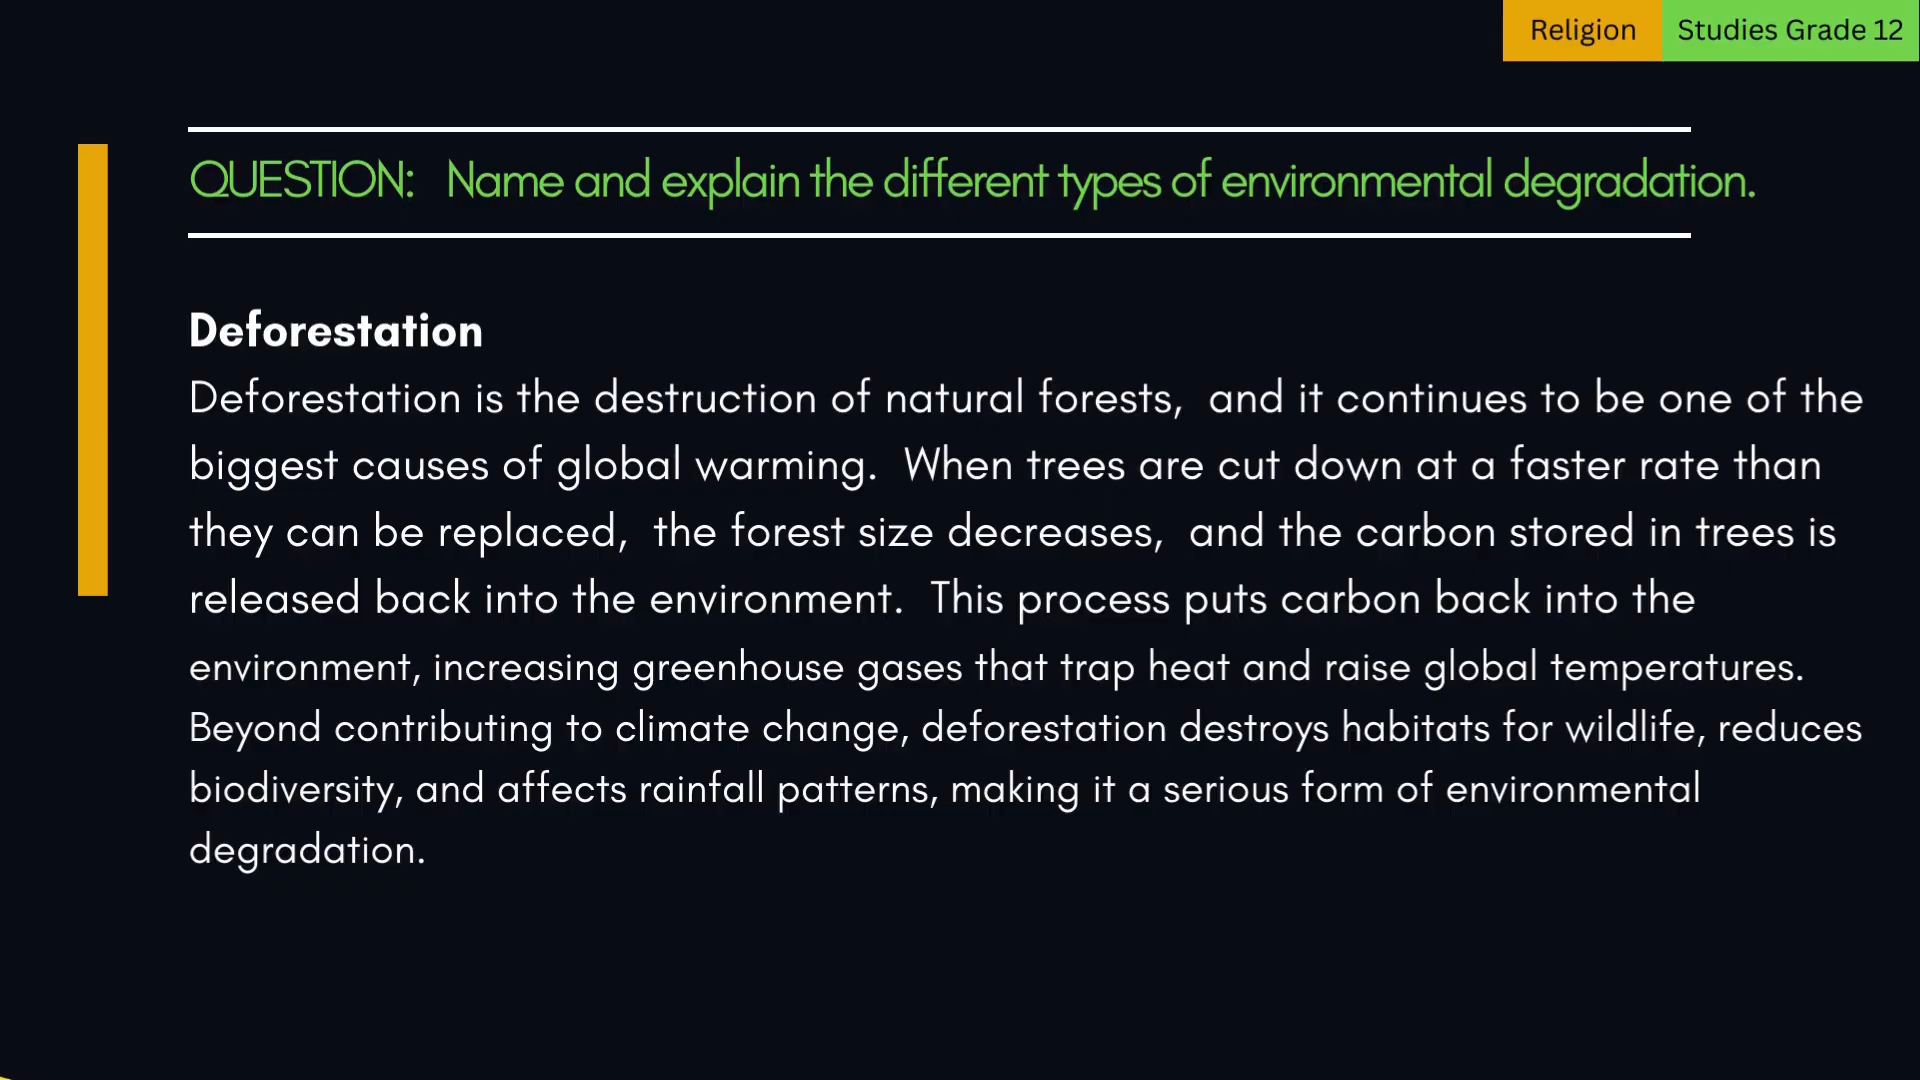 Religion Studies Grade 12
QUESTION: Name and explain the different types of environmental degradation.
Deforestation
Deforestation is the destruction of natural forests, and it continues to be one of the
biggest causes of global warming. When trees are cut down at a faster rate than
they can be replaced, the forest size decreases, and the carbon stored in trees is
released back into the environment. This process puts carbon back into the
environment, increasing greenhouse gases that trap heat and raise global temperatures.
Beyond contributing to climate change, deforestation destroys habitats for wildlife, reduces
biodiversity, and affects rainfall patterns, making it a serious form of environmental
degradation.